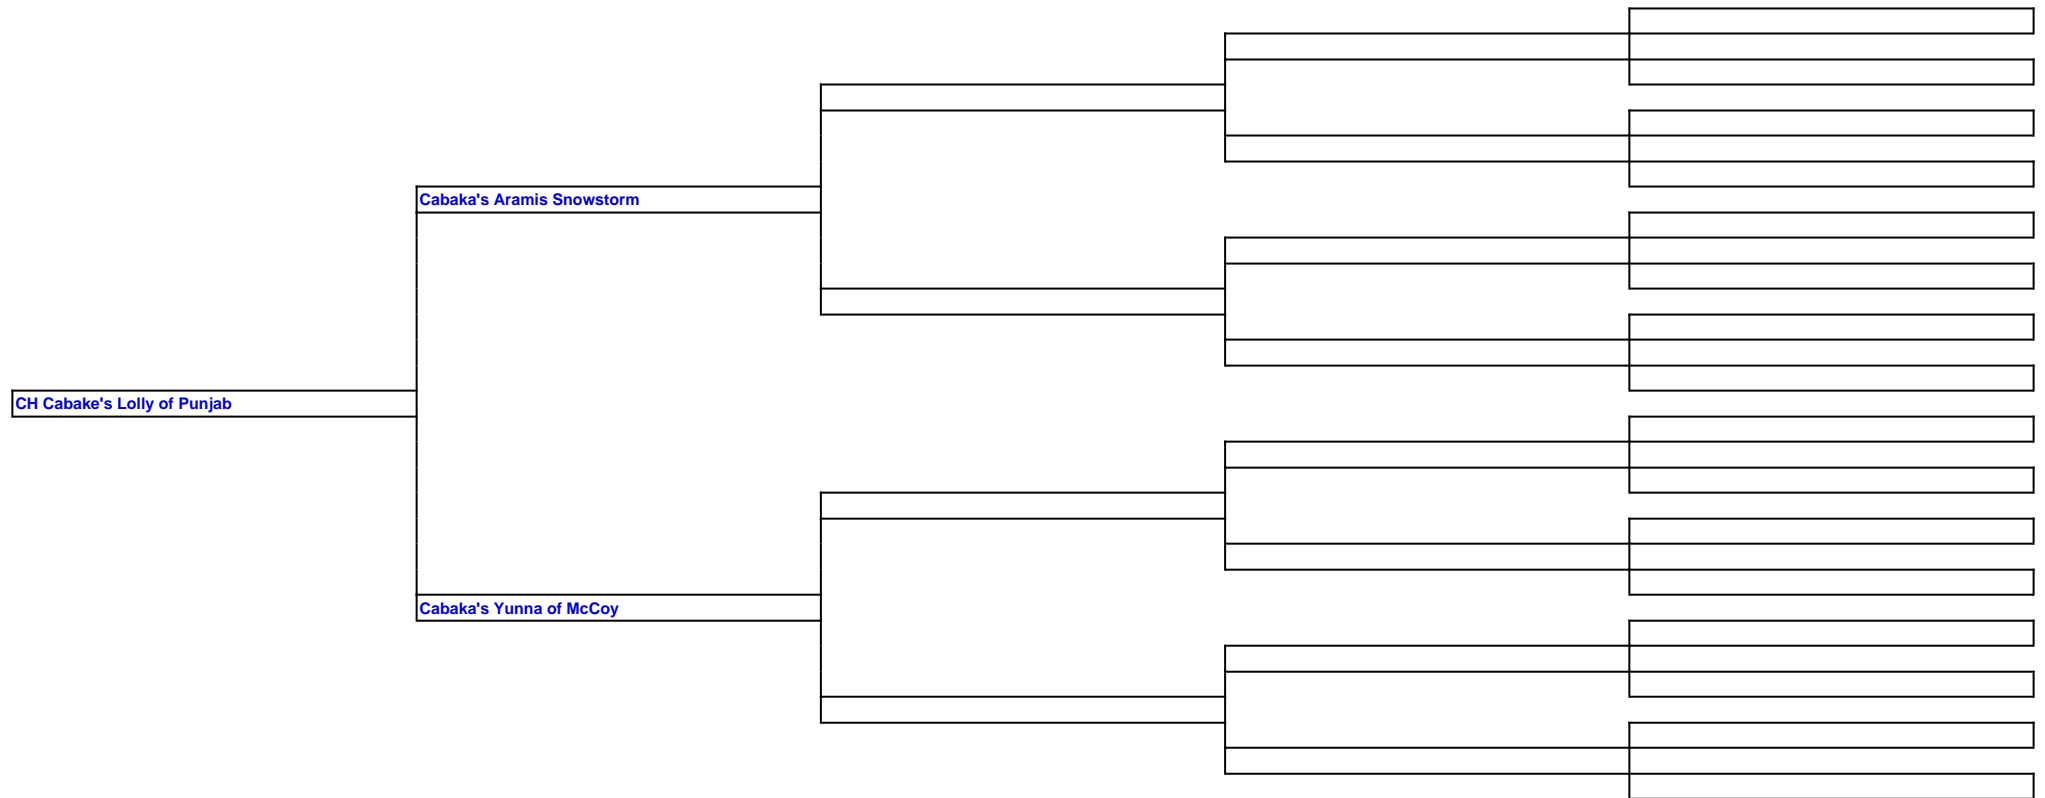 Cabaka's Aramis Snowstorm
CH Cabake's Lolly of Punjab
Cabaka's Yunna of McCoy